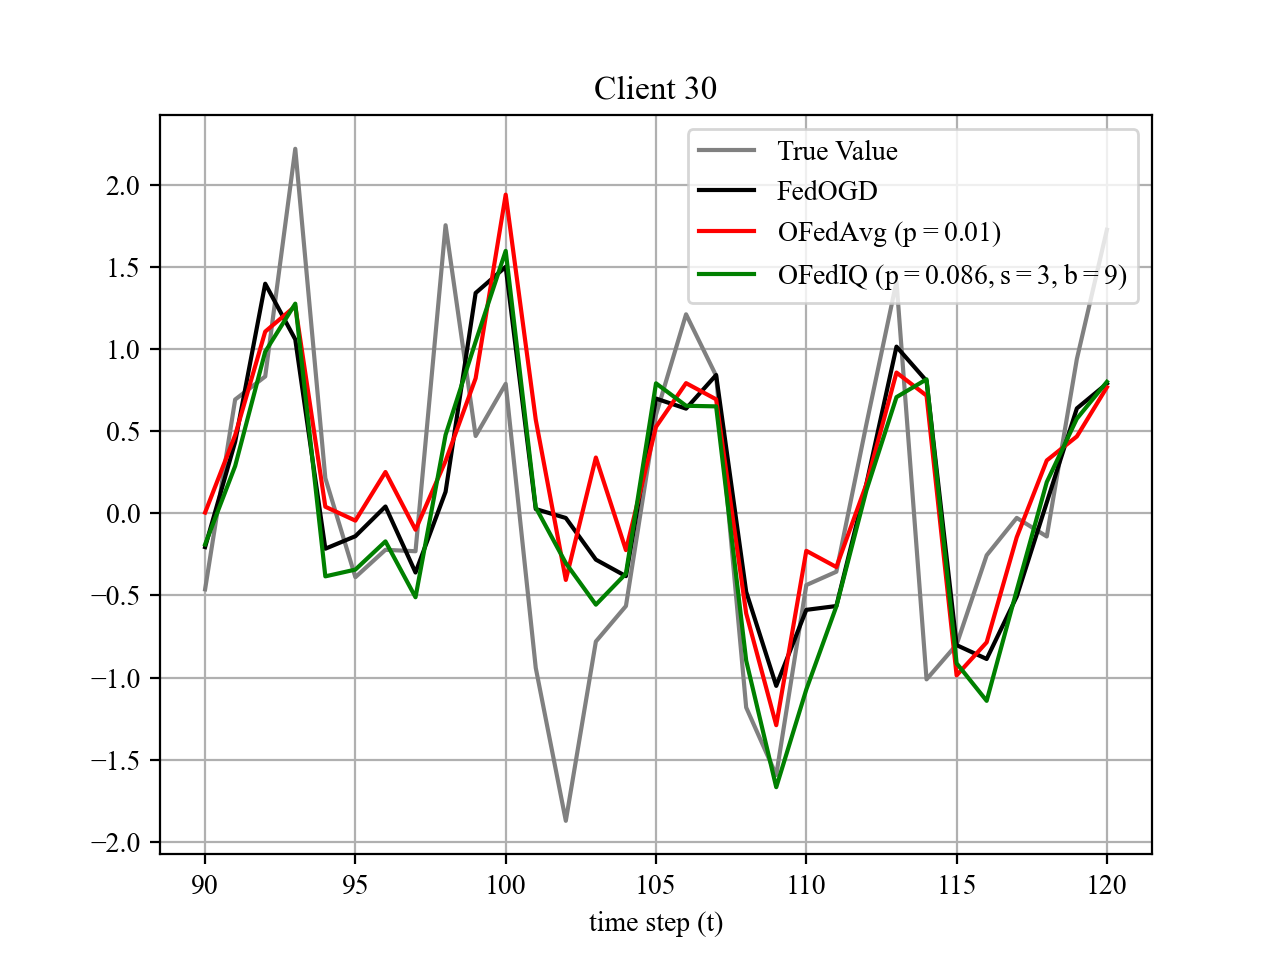 Client 30
True Value
FedOGD
OFedAvg (p = 0.01)
OFedIQ (p = 0.086, s = 3, b = 9)
2.0
1.5
1.0
0.5
0.0
−0.5
−1.0
−1.5
−2.0
90 95 100 105 110 115 120
time step (t)